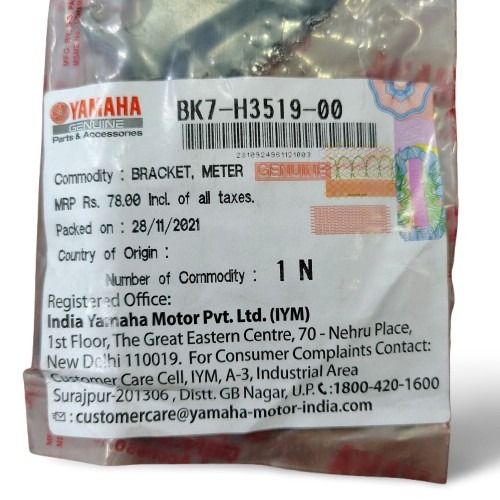 YAMAHA
GENUINE
Parts & Accessories
BK7-H3519-00
2810924961121003
Commodity : BRACKET, METER
GENUINE
MRP Rs. 78.00 Incl. of all taxes.
Packed on : 28/11/2021
Country of Origin :
Number of Commodity : 1 N
Registered Office:
India Yamaha Motor Pvt. Ltd. (IYM)
1st Floor, The Great Eastern Centre, 70 - Nehru Place,
New Delhi 110019. For Consumer Complaints Contact:
Customer Care Cell, IYM, A-3, Industrial Area
Surajpur-201306 , Distt. GB Nagar, U.P. :1800-420-1600
: customercare@yamaha-motor-india.com